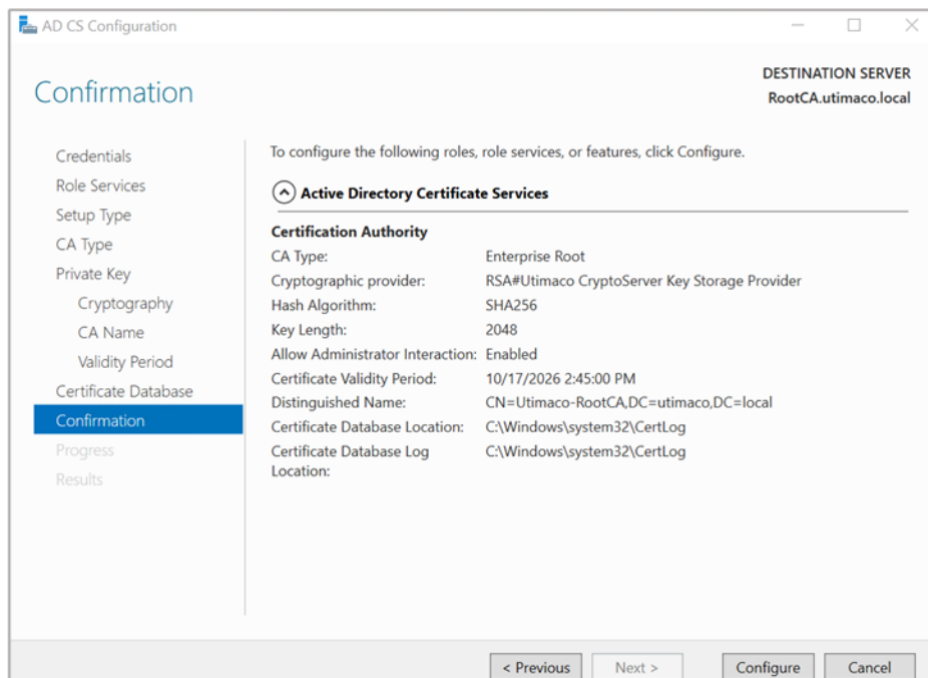 AD CS Configuration
Confirmation
DESTINATION SERVER
RootCA.utimaco.local
Credentials
Role Services
Setup Type
CA Type
Private Key
Cryptography
CA Name
Validity Period
Certificate Database
Confirmation
Progress
Results
To configure the following roles, role services, or features, click Configure.
Active Directory Certificate Services
Certification Authority
CA Type: Enterprise Root
Cryptographic provider: RSA#Utimaco CryptoServer Key Storage Provider
Hash Algorithm: SHA256
Key Length: 2048
Allow Administrator Interaction: Enabled
Certificate Validity Period: 10/17/2026 2:45:00 PM
Distinguished Name: CN=Utimaco-RootCA,DC=utimaco,DC=local
Certificate Database Location: C:\Windows\system32\CertLog
Certificate Database Log C:\Windows\system32\CertLog
Location:
< Previous Next > Configure Cancel